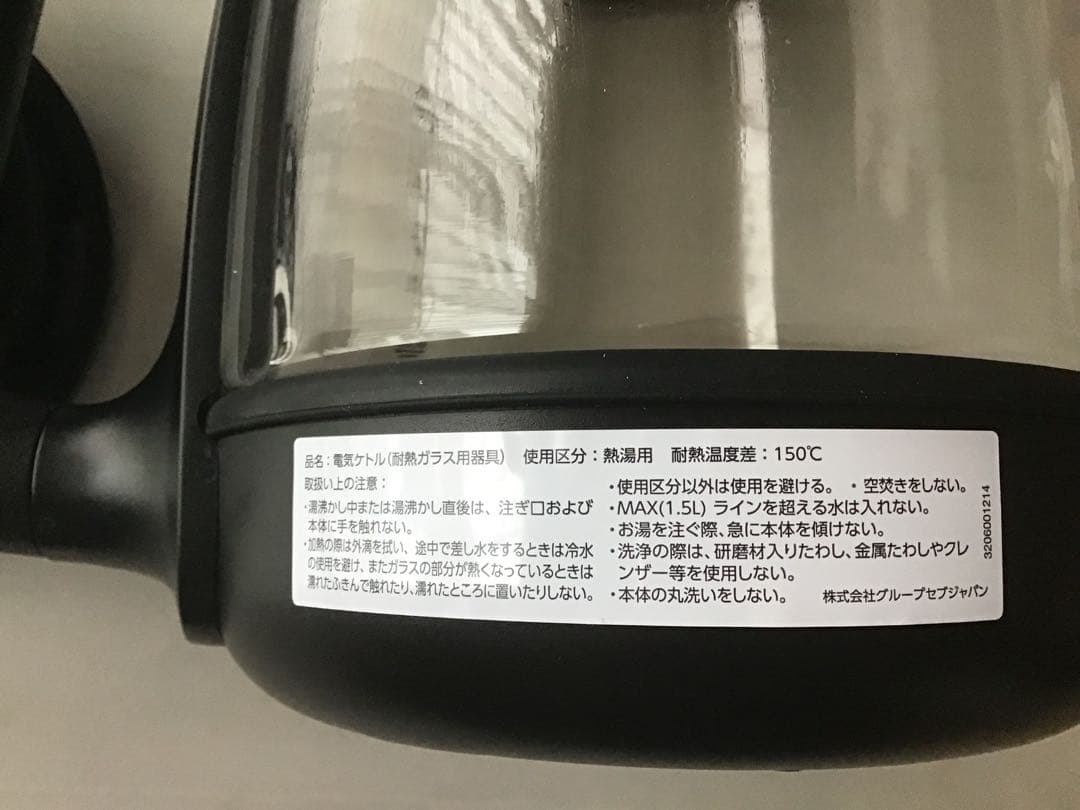 品名：電気ケトル（耐熱ガラス用器具） 使用区分：熱湯用 耐熱温度差：150℃
取扱い上の注意：
・湯沸かし中または湯沸かし直後は、注ぎ口および
本体に手を触れない。
・加熱の際は外滴を拭い、途中で差し水をするときは冷水
の使用を避け、またガラスの部分が熱くなっているときは
濡れたふきんで触れたり、濡れたところに置いたりしない。
・使用区分以外は使用を避ける。 ・空焚きをしない。
・MAX(1.5L) ラインを超える水は入れない。
・お湯を注ぐ際、急に本体を傾けない。
・洗浄の際は、研磨材入りたわし、金属たわしやクレ
ンザー等を使用しない。
・本体の丸洗いをしない。 株式会社グループセブジャパン
3206001214